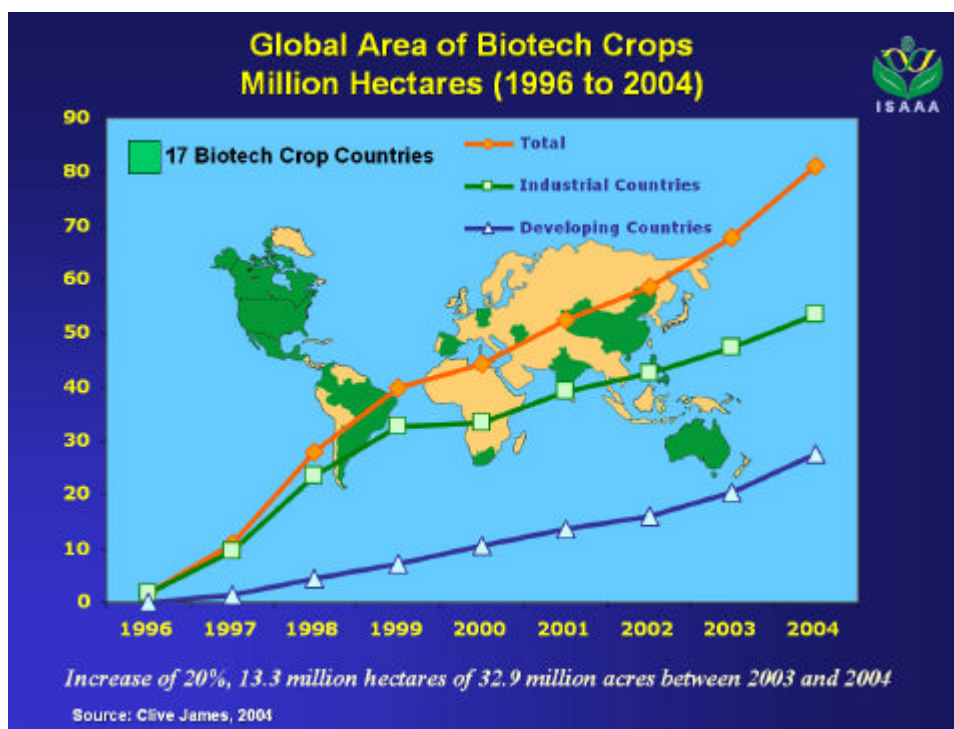 Global Area of Biotech Crops
Million Hectares (1996 to 2004)
ISAAA
90
80
70
60
50
40
30
20
10
0
17 Biotech Crop Countries
Total
Industrial Countries
Developing Countries
1996 1997 1998 1999 2000 2001 2002 2003 2004
Increase of 20%, 13.3 million hectares of 32.9 million acres between 2003 and 2004
Source: Clive James, 2004